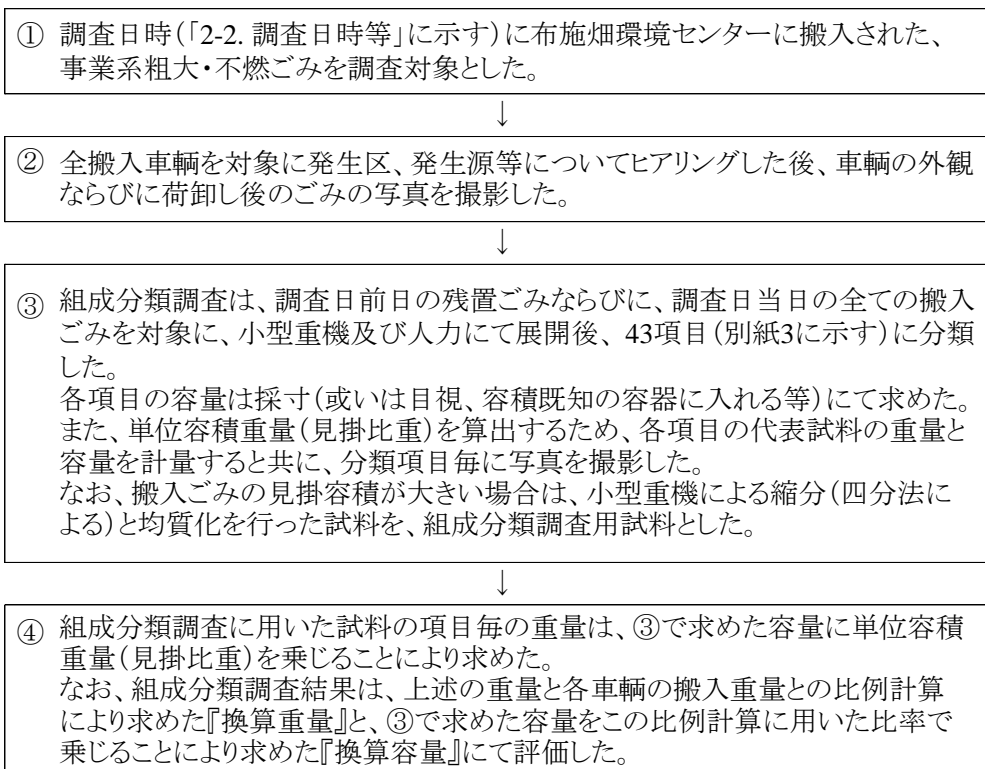 ① 調査日時(「2-2. 調査日時等」に示す)に布施畑環境センターに搬入された、
事業系粗大・不燃ごみを調査対象とした。
↓
② 全搬入車輌を対象に発生区、発生源等についてヒアリングした後、車輌の外観
ならびに荷卸し後のごみの写真を撮影した。
↓
③ 組成分類調査は、調査日前日の残置ごみならびに、調査日当日の全ての搬入
ごみを対象に、小型重機及び人力にて展開後、43項目(別紙3に示す)に分類
した。
各項目の容量は採寸(或いは目視、容積既知の容器に入れる等)にて求めた。
また、単位容積重量(見掛比重)を算出するため、各項目の代表試料の重量と
容量を計量すると共に、分類項目毎に写真を撮影した。
なお、搬入ごみの見掛容積が大きい場合は、小型重機による縮分(四分法に
よる)と均質化を行った試料を、組成分類調査用試料とした。
↓
④ 組成分類調査に用いた試料の項目毎の重量は、③で求めた容量に単位容積
重量(見掛比重)を乗じることにより求めた。
なお、組成分類調査結果は、上述の重量と各車輌の搬入重量との比例計算
により求めた『換算重量』と、③で求めた容量をこの比例計算に用いた比率で
乗じることにより求めた『換算容量』にて評価した。